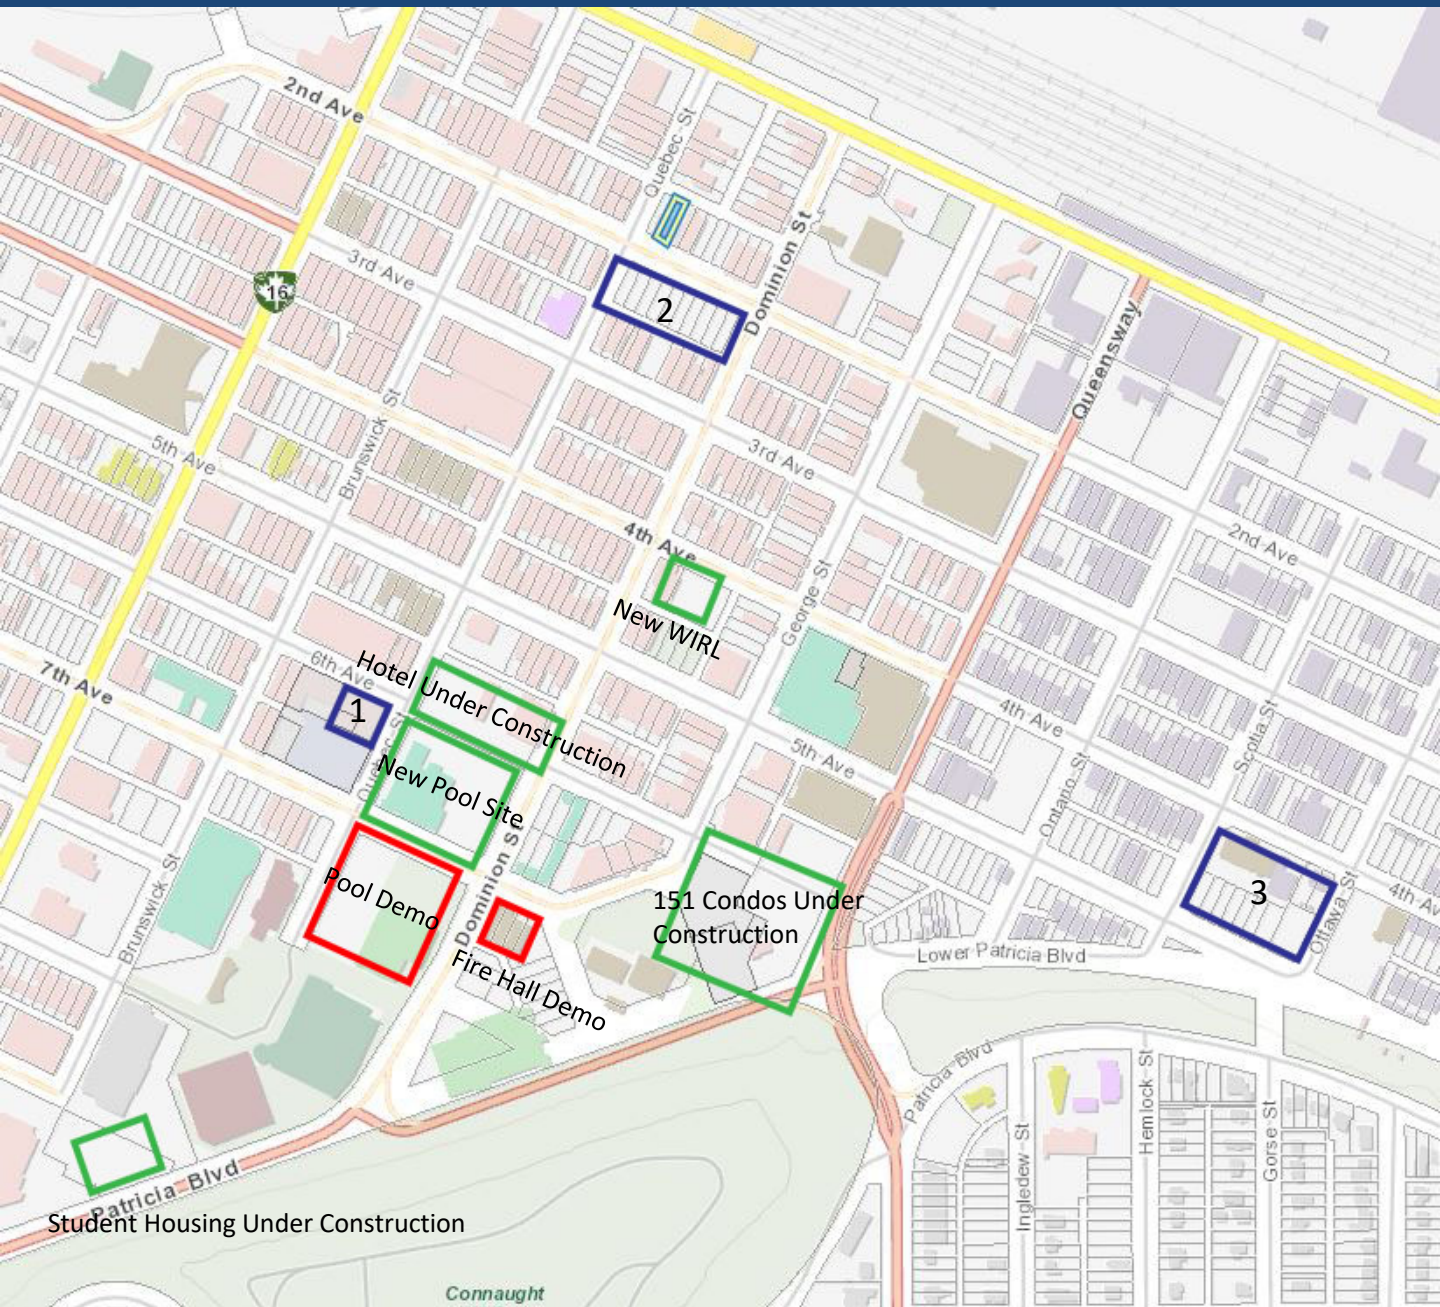 2nd Ave
Quebec St
Dominion St
3rd Ave
16
2
Queensway
Brunswick St
5th Ave
3rd Ave
4th Ave
2nd Ave
New WIRL
George St
6th Ave
7th Ave
Hotel Under Construction
1
New Pool Site
4th Ave
Scotia St
5th Ave
Ontario St
Pool Demo
Dominion St
151 Condos Under
Construction
3
4th Av
Ottawa St
Brunswick St
Fire Hall Demo
Lower Patricia Blvd
Patricia Blvd
Hemlock St
Gorse St
Ingledew St
Patricia Blvd
Student Housing Under Construction
Connaught